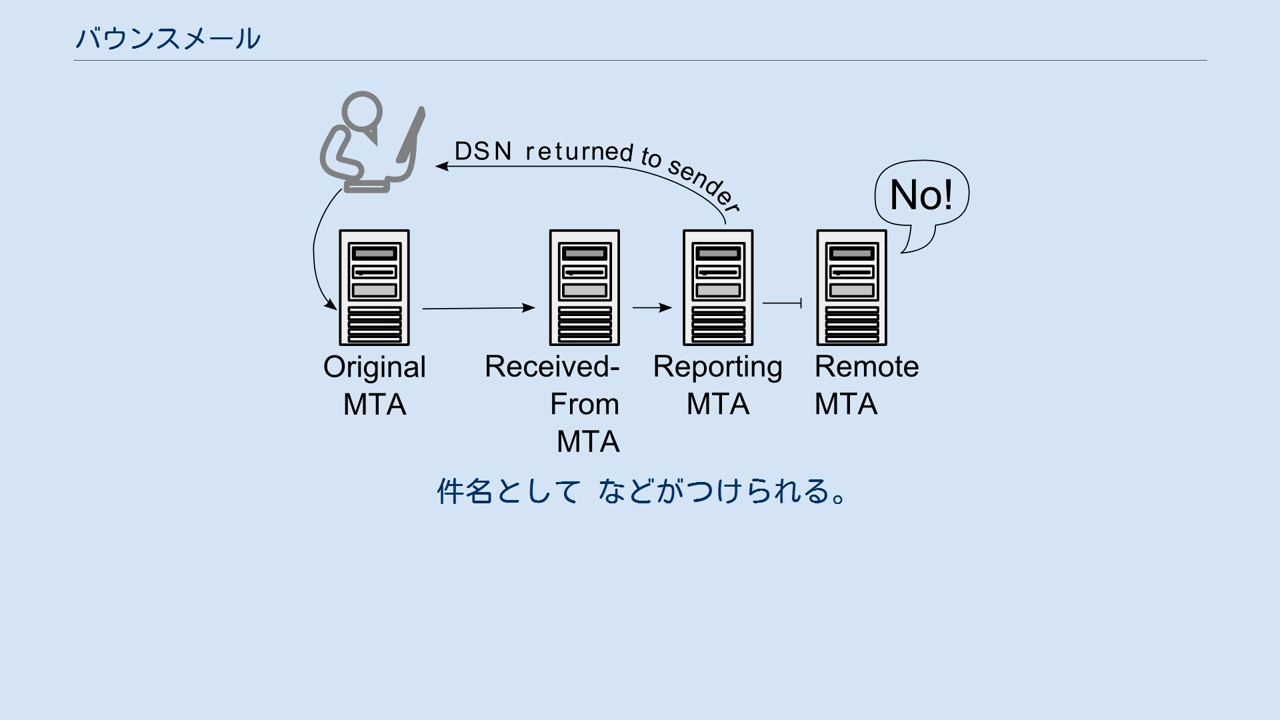 バウンスメール
DSN returned to sender
No!
Original
MTA
Received-
From
MTA
Reporting
MTA
Remote
MTA
件名として などがつけられる。